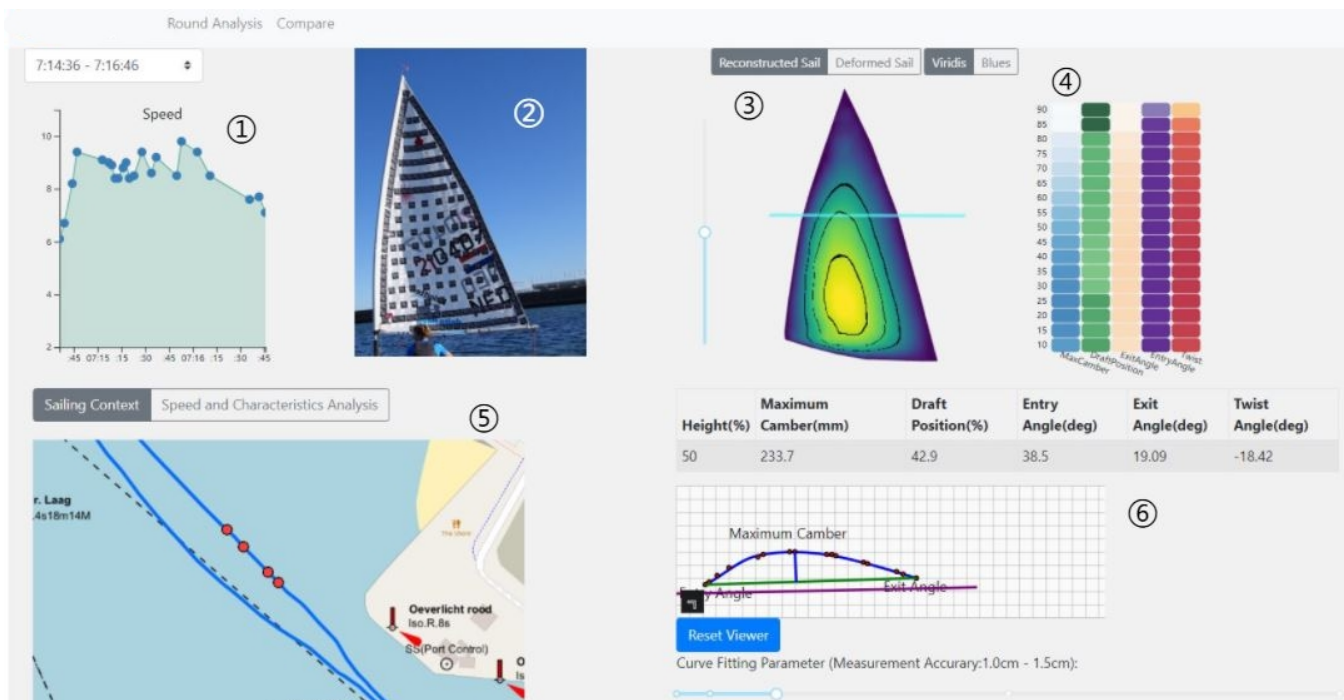 Round Analysis Compare
7:14:36 - 7:16:46
Speed
①
10
8
6
4
2
:45 07:15 :15 :30 :45 07:16 :15 :30 :45
②
21048
NED
Reconstructed Sail Deformed Sail Viridis Blues
③
④
90
85
80
75
70
65
60
55
50
45
40
35
30
25
20
15
10
MaxCamber DraftPosition ExitAngle EntryAngle Twist
Sailing Context Speed and Characteristics Analysis
⑤
r. Laag
.4s18m14M
Oeverlicht rood
Iso.R.8s
SS(Port Control)
O
Is
Height(%) Maximum Camber(mm) Draft Position(%) Entry Angle(deg) Exit Angle(deg) Twist Angle(deg)
50 233.7 42.9 38.5 19.09 -18.42
⑥
Maximum Camber
Entry Angle Exit Angle
Reset Viewer
Curve Fitting Parameter (Measurement Accurary:1.0cm - 1.5cm):